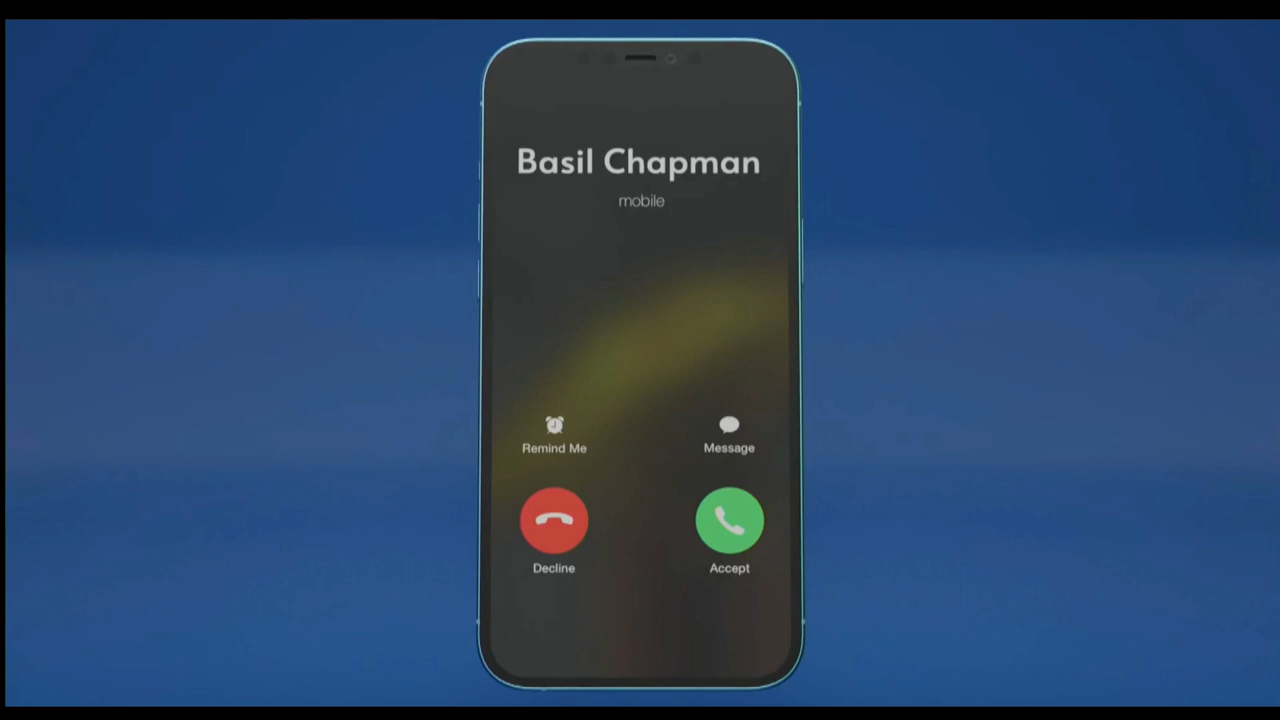 Basil Chapman
mobile
Remind Me
Message
Decline
Accept